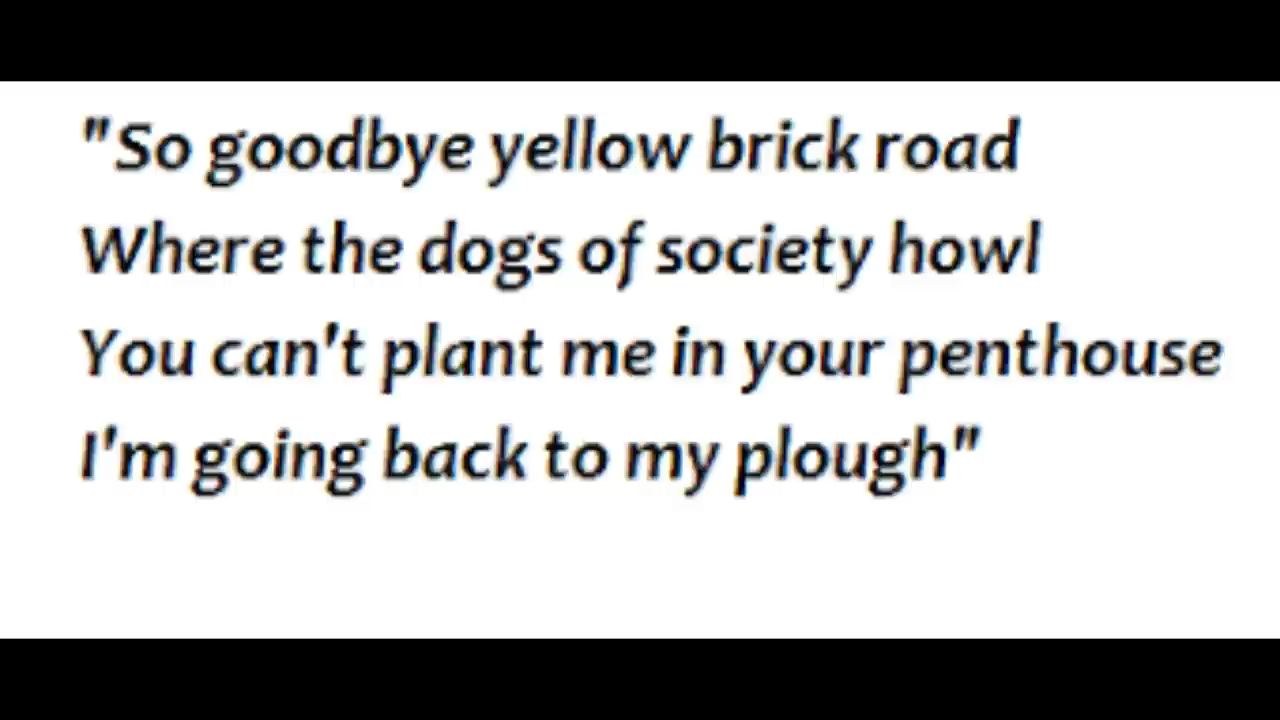 "So goodbye yellow brick road
Where the dogs of society howl
You can't plant me in your penthouse
I'm going back to my plough"